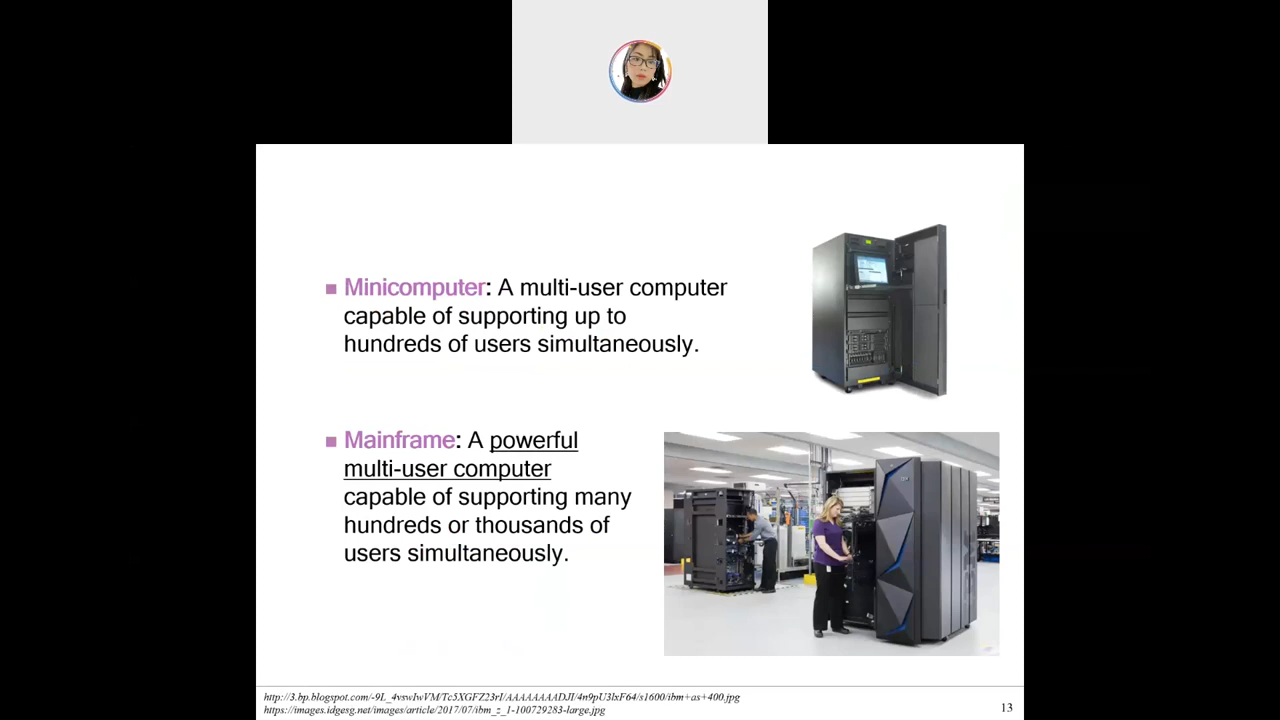 Minicomputer: A multi-user computer
capable of supporting up to
hundreds of users simultaneously.
Mainframe: A powerful
multi-user computer
capable of supporting many
hundreds or thousands of
users simultaneously.
http://3.bp.blogspot.com/-9L_4vswIwVM/Tc5XGFZ23rI/AAAAAAAADJI/4n9pU3lxF64/s1600/ibm+as+400.jpg
https://images.idgesg.net/images/article/2017/07/ibm_z_1-100729283-large.jpg
13